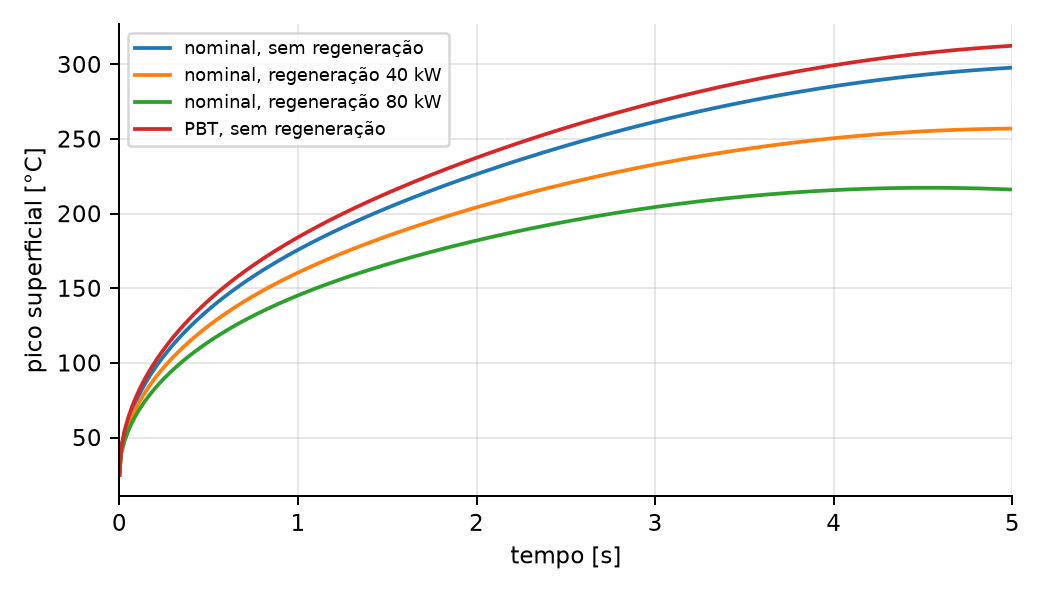 300
250
200
150
100
50
pico superficial [°C]
nominal, sem regeneração
nominal, regeneração 40 kW
nominal, regeneração 80 kW
PBT, sem regeneração
0 1 2 3 4 5
tempo [s]